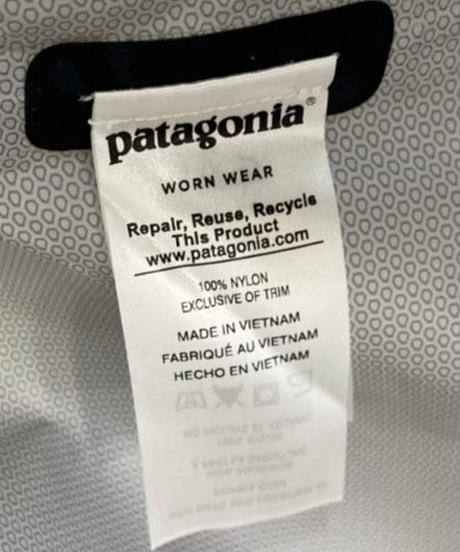 patagonia®
WORN WEAR
Repair, Reuse, Recycle
This Product
www.patagonia.com
100% NYLON
EXCLUSIVE OF TRIM
MADE IN VIETNAM
FABRIQUÉ AU VIETNAM
HECHO EN VIETNAM